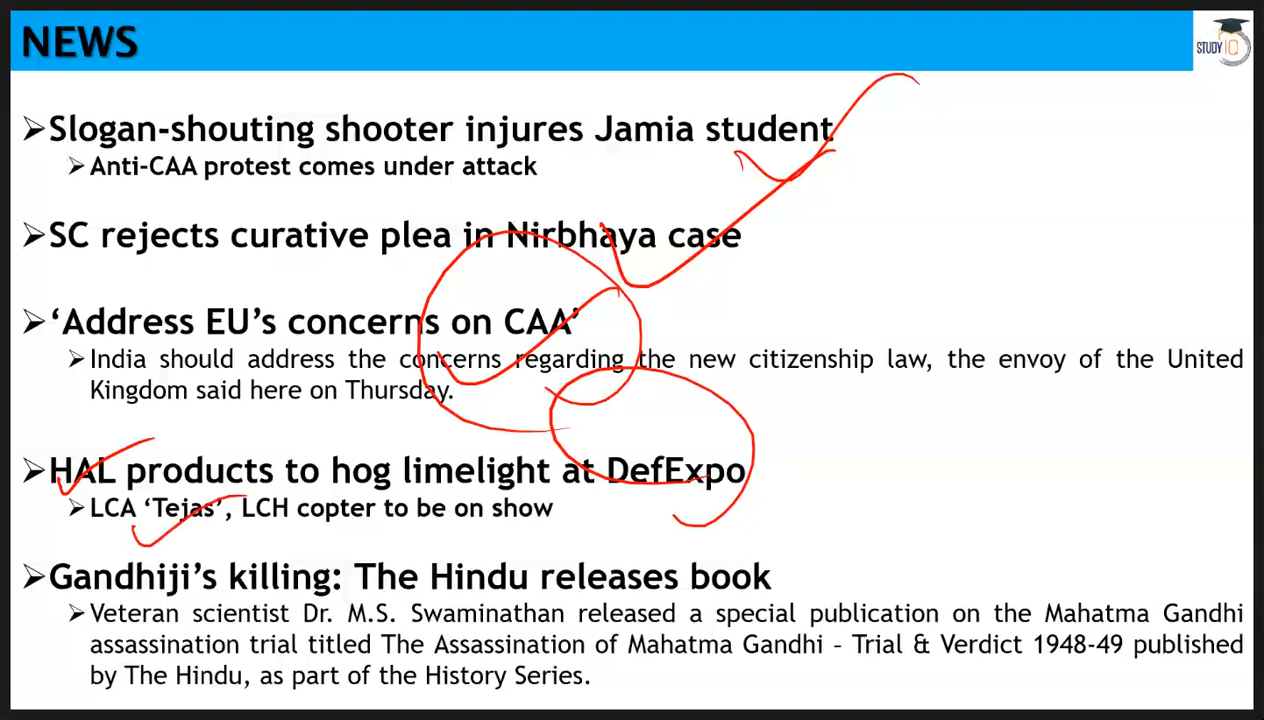 NEWS
STUDY IQ
➢Slogan-shouting shooter injures Jamia student
➢Anti-CAA protest comes under attack
➢SC rejects curative plea in Nirbhaya case
➢‘Address EU’s concerns on CAA’
➢India should address the concerns regarding the new citizenship law, the envoy of the United
Kingdom said here on Thursday.
➢HAL products to hog limelight at DefExpo
➢LCA ‘Tejas’, LCH copter to be on show
➢Gandhiji’s killing: The Hindu releases book
➢Veteran scientist Dr. M.S. Swaminathan released a special publication on the Mahatma Gandhi
assassination trial titled The Assassination of Mahatma Gandhi – Trial & Verdict 1948-49 published
by The Hindu, as part of the History Series.